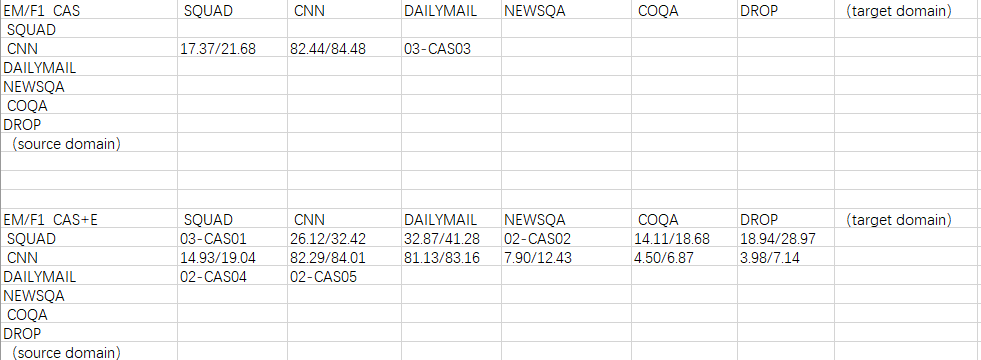 EM/F1 CAS SQUAD CNN DAILYMAIL NEWSQA COQA DROP （target domain）
SQUAD
CNN 17.37/21.68 82.44/84.48 03-CAS03
DAILYMAIL
NEWSQA
COQA
DROP
（source domain）
EM/F1 CAS+E SQUAD CNN DAILYMAIL NEWSQA COQA DROP （target domain）
SQUAD 03-CAS01 26.12/32.42 32.87/41.28 02-CAS02 14.11/18.68 18.94/28.97
CNN 14.93/19.04 82.29/84.01 81.13/83.16 7.90/12.43 4.50/6.87 3.98/7.14
DAILYMAIL 02-CAS04 02-CAS05
NEWSQA
COQA
DROP
（source domain）